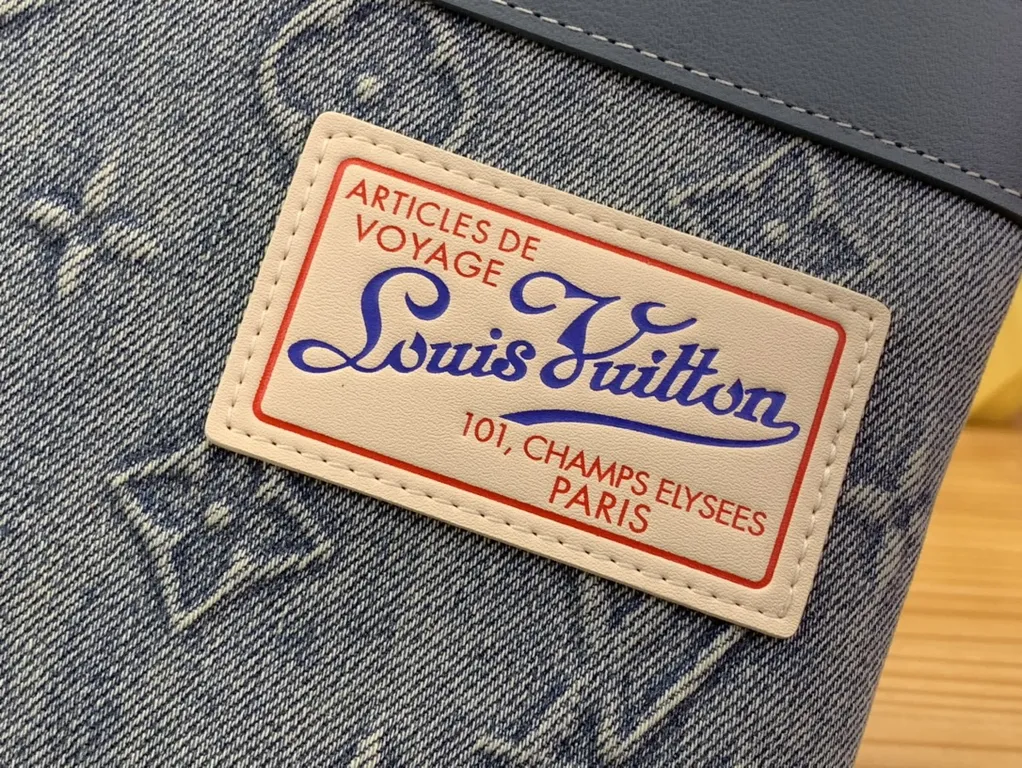 ARTICLES DE
VOYAGE
Louis Vuitton
101, CHAMPS ELYSEES
PARIS